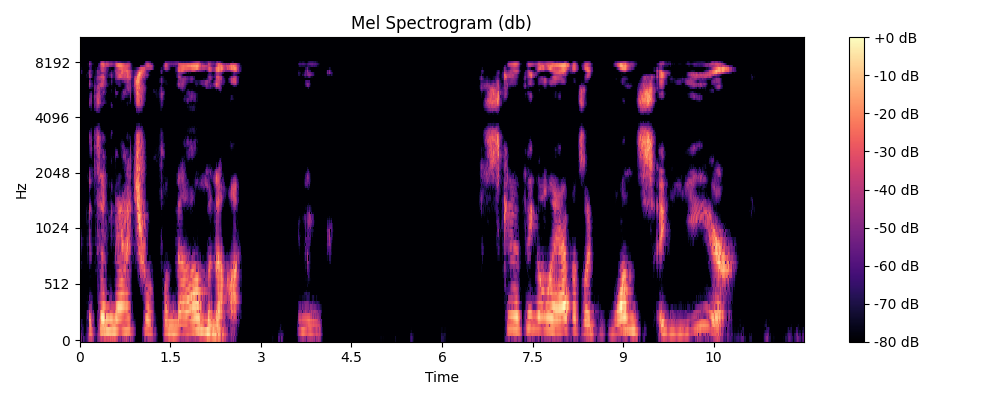 Mel Spectrogram (db)
8192
4096
2048
1024
512
0
Hz
0 1.5 3 4.5 6 7.5 9 10
Time
+0 dB
-10 dB
-20 dB
-30 dB
-40 dB
-50 dB
-60 dB
-70 dB
-80 dB